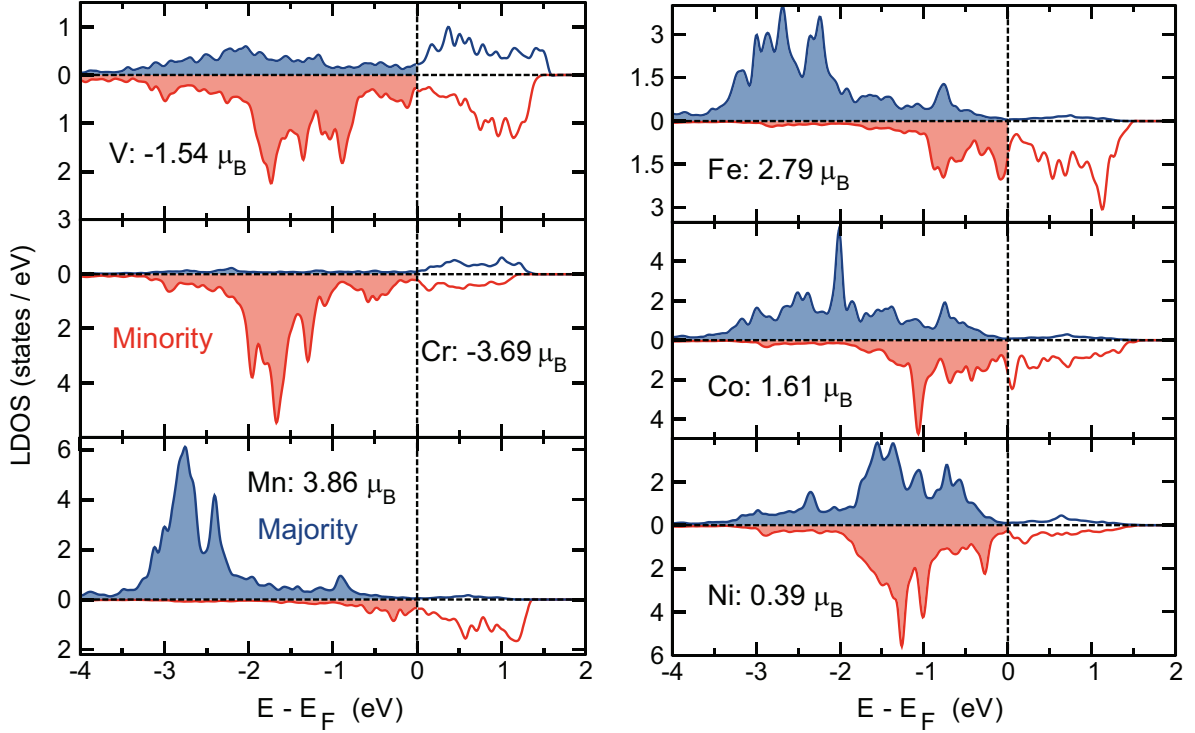 LDOS (states / eV)
1
0
1
2
3
V: -1.54 μB
0
2
4
Minority
Cr: -3.69 μB
6
4
2
0
2
Mn: 3.86 μB
Majority
-4 -3 -2 -1 0 1 2
E - EF (eV)
3
1.5
0
1.5
3
Fe: 2.79 μB
4
2
0
2
4
Co: 1.61 μB
2
0
2
4
6
Ni: 0.39 μB
-4 -3 -2 -1 0 1 2
E - EF (eV)